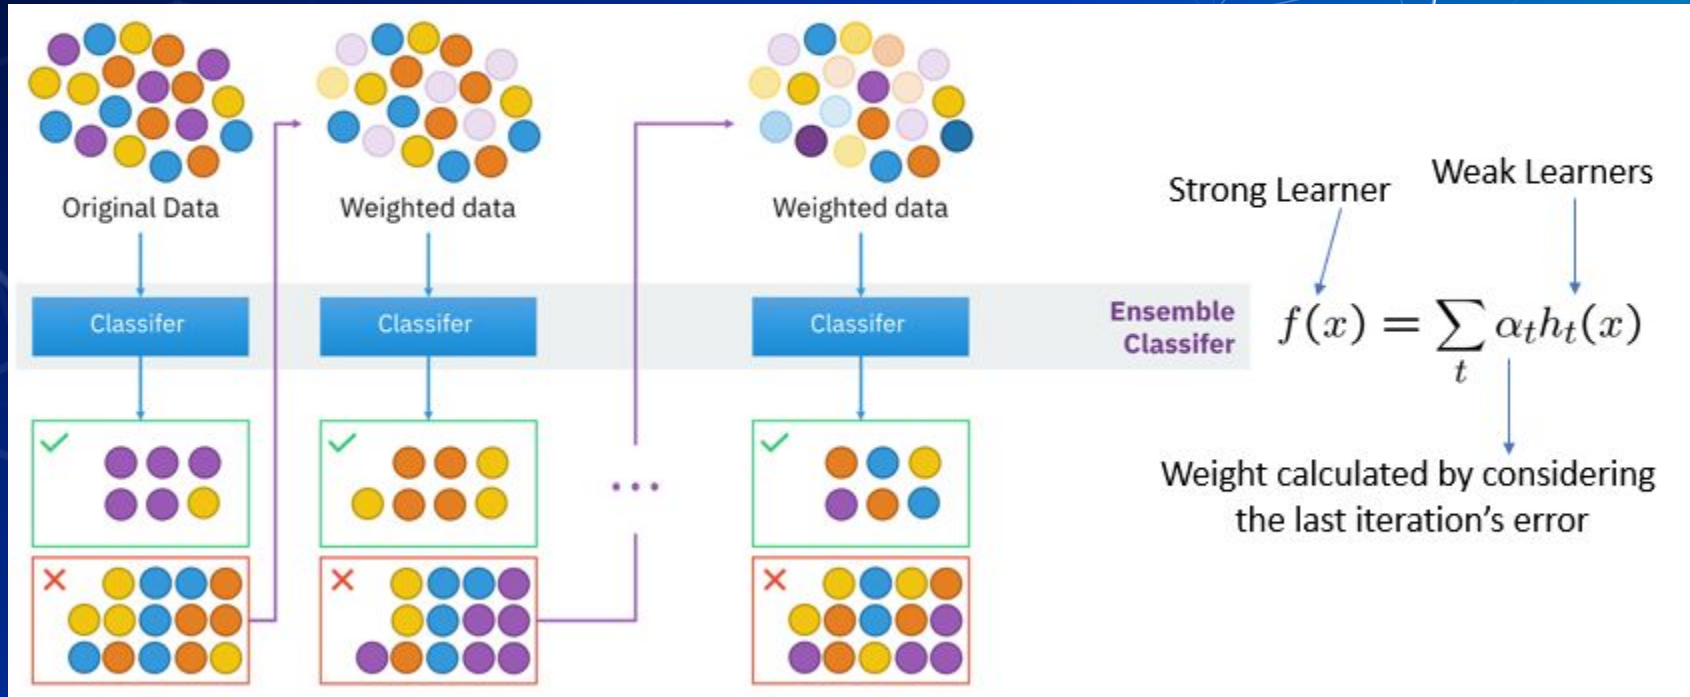 Original Data
Weighted data
Weighted data
Classifer
Classifer
Classifer
Ensemble
Classifer
Strong Learner
Weak Learners
f(x) = ∑_t α_t h_t(x)
Weight calculated by considering
the last iteration's error